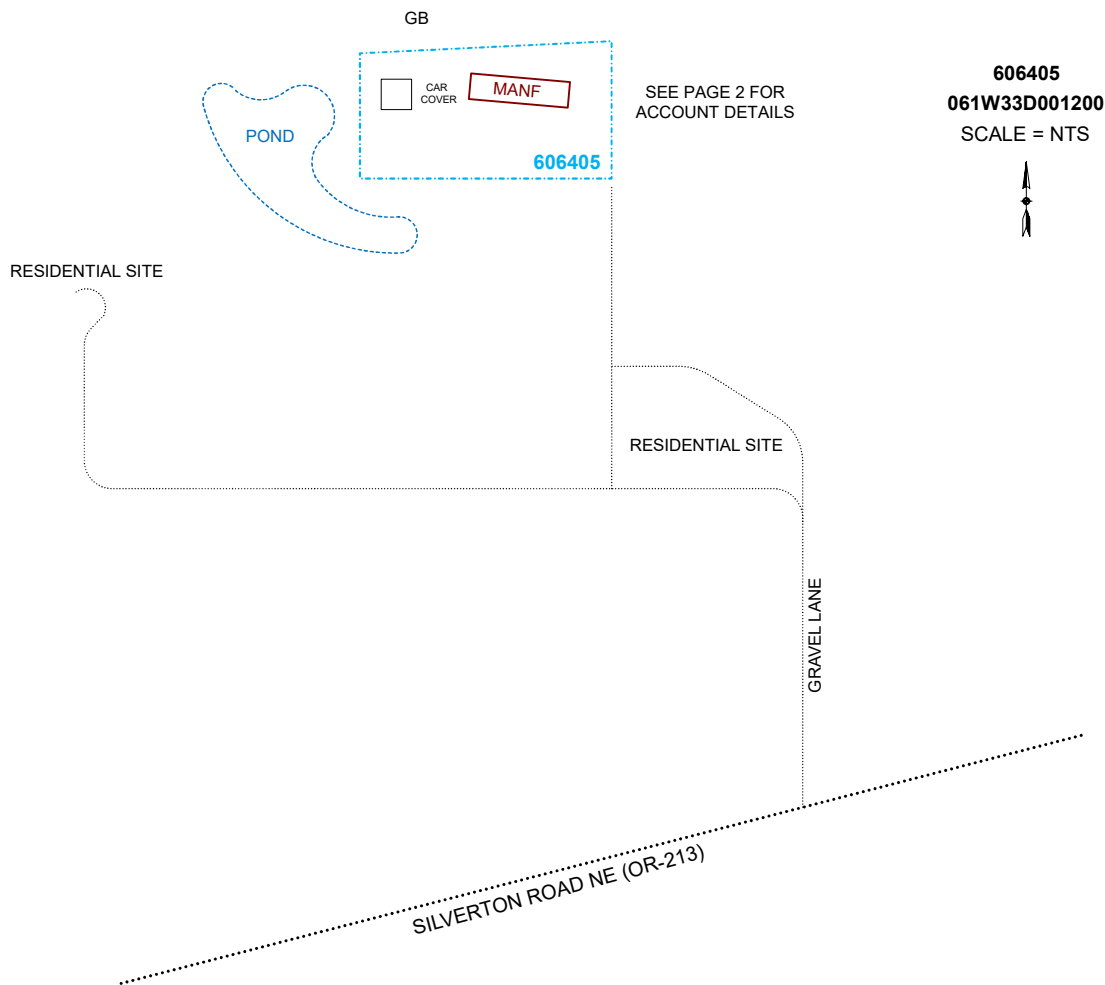 GB
CAR
COVER
MANF
SEE PAGE 2 FOR
ACCOUNT DETAILS
606405
061W33D001200
SCALE = NTS
POND
606405
RESIDENTIAL SITE
RESIDENTIAL SITE
GRAVEL LANE
SILVERTON ROAD NE (OR-213)